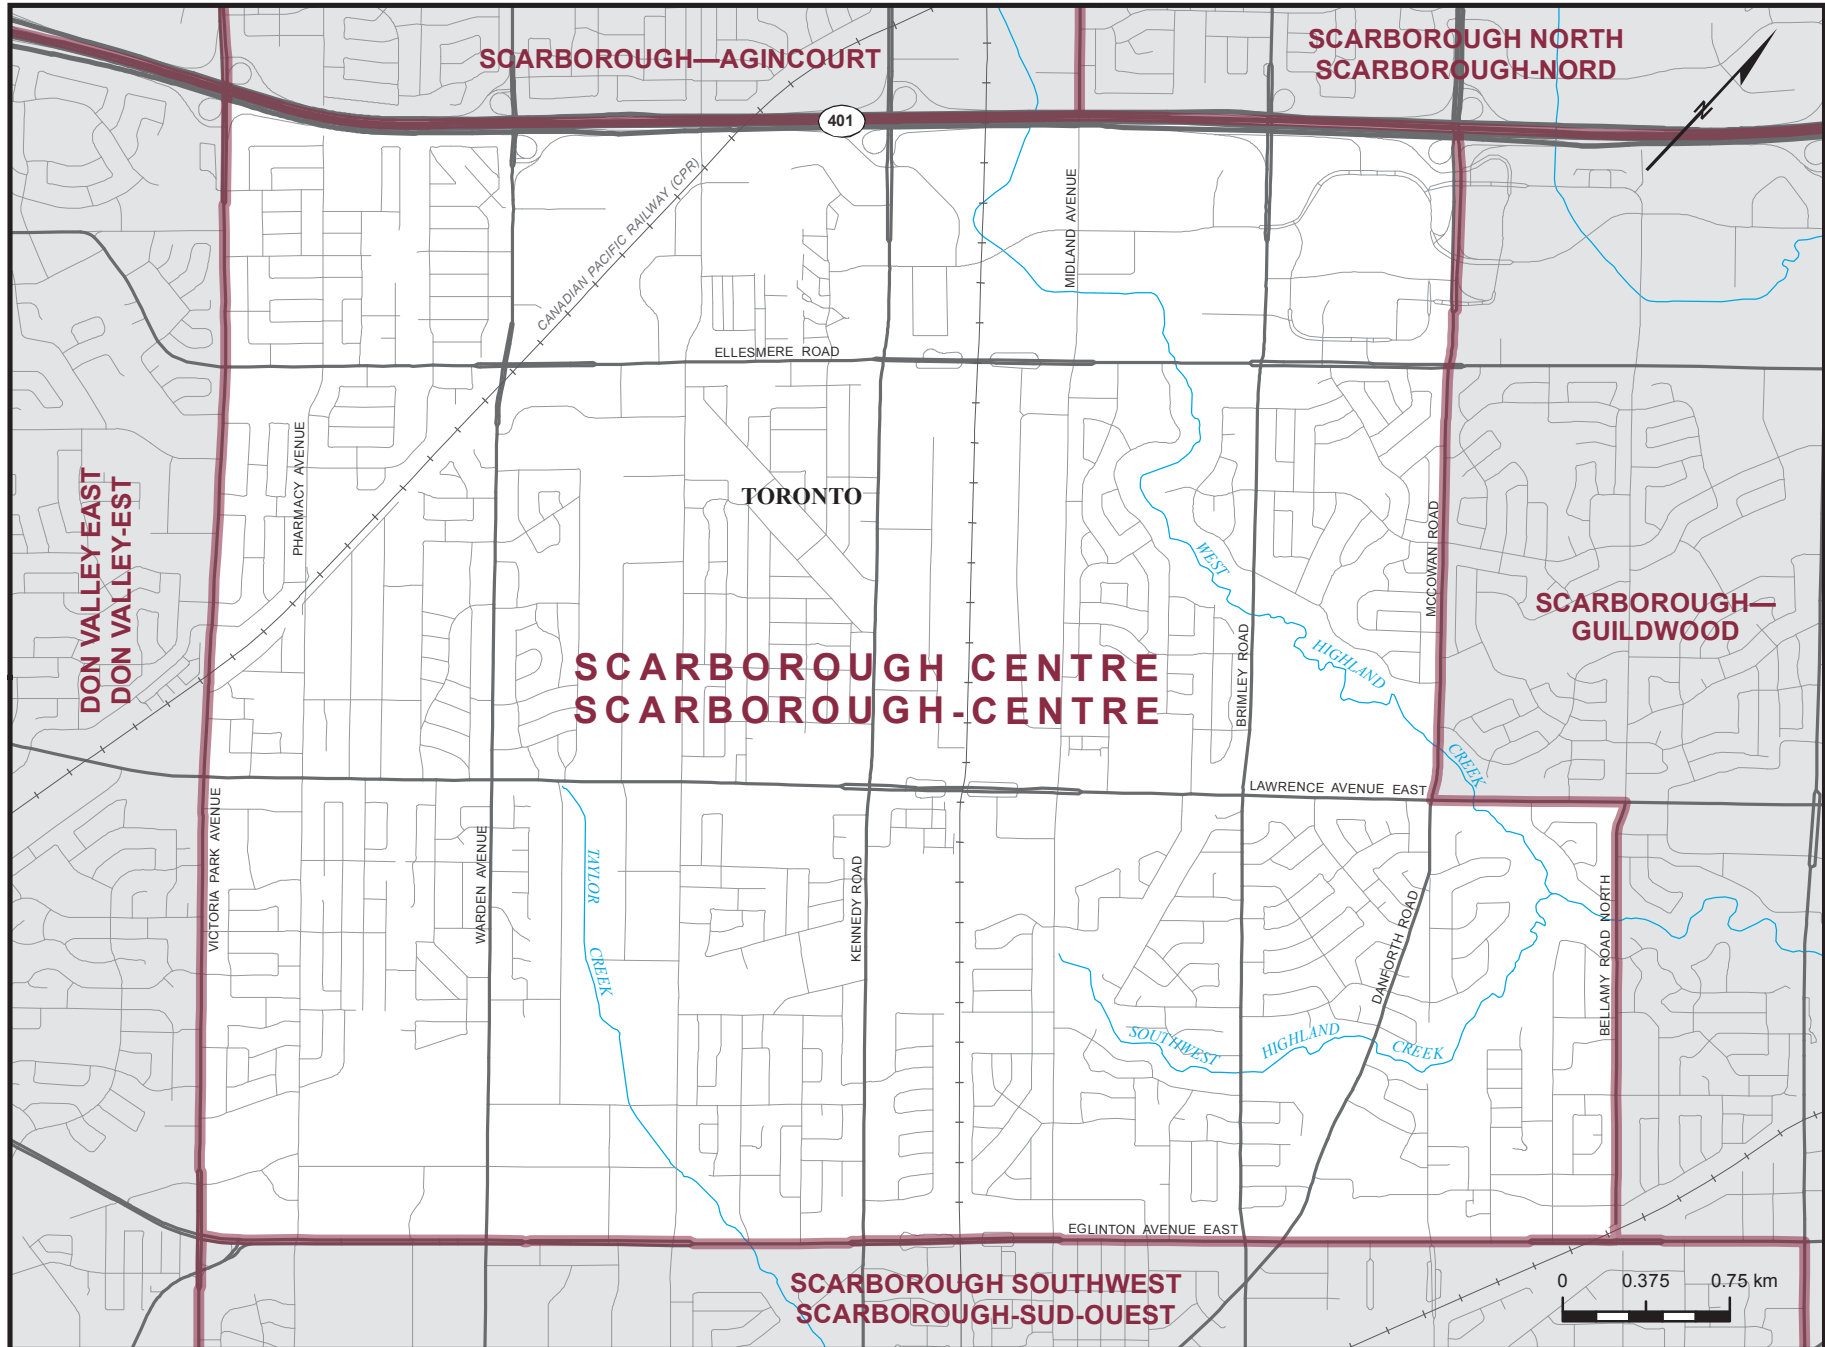 SCARBOROUGH—AGINCOURT
SCARBOROUGH NORTH
SCARBOROUGH-NORD
N
401
CANADIAN PACIFIC RAILWAY (CPR)
MIDLAND AVENUE
ELLESMERE ROAD
PHARMACY AVENUE
TORONTO
DON VALLEY EAST
DON VALLEY-EST
MCCOWAN ROAD
WEST
HIGHLAND
CREEK
SCARBOROUGH—
GUILDWOOD
SCARBOROUGH CENTRE
SCARBOROUGH-CENTRE
BRIMLEY ROAD
LAWRENCE AVENUE EAST
VICTORIA PARK AVENUE
WARDEN AVENUE
TAYLOR
CREEK
KENNEDY ROAD
DANFORTH ROAD
BELLAMY ROAD NORTH
SOUTHWEST
HIGHLAND
CREEK
EGLINTON AVENUE EAST
SCARBOROUGH SOUTHWEST
SCARBOROUGH-SUD-OUEST
0 0.375 0.75 km